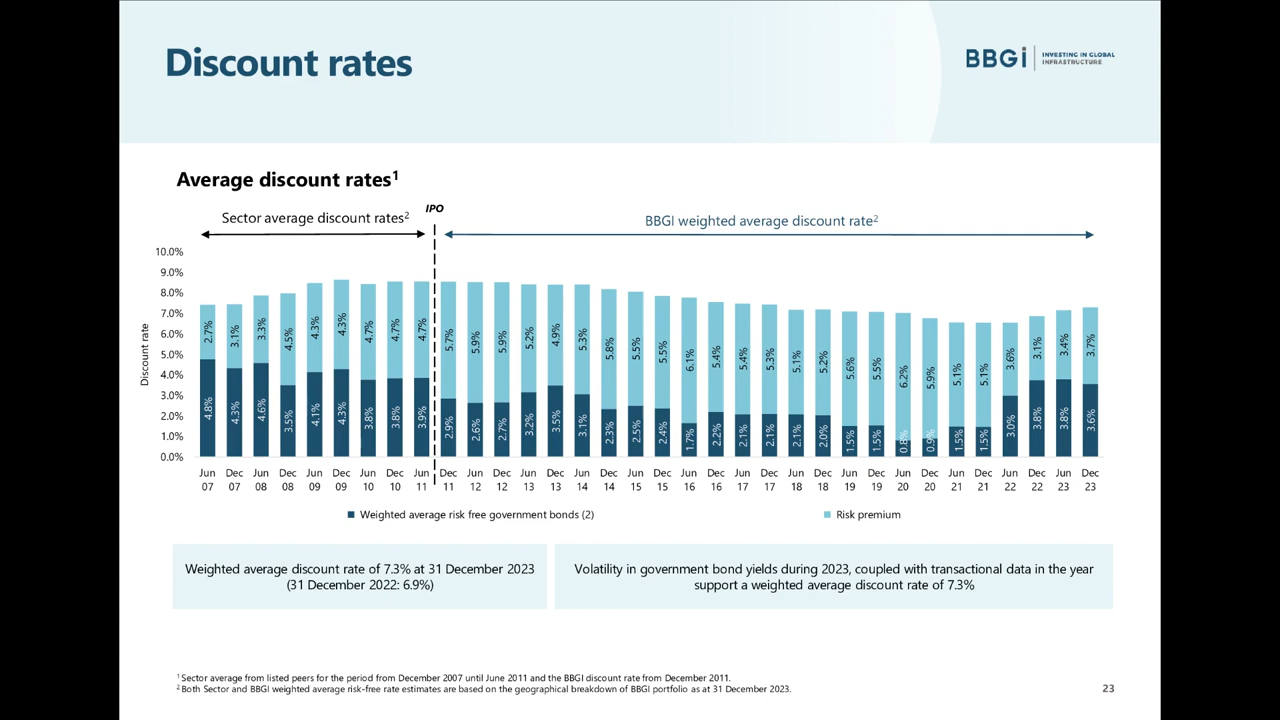 Discount rates
BBGi
INVESTING IN GLOBAL
INFRASTRUCTURE
Average discount rates¹
Sector average discount rates²
IPO
BBGI weighted average discount rate²
10.0%
9.0%
8.0%
7.0%
6.0%
5.0%
4.0%
3.0%
2.0%
1.0%
0.0%
Discount rate
2.7% 3.1% 3.3% 4.5% 4.3% 4.3% 4.7% 4.7% 4.7% 5.7% 5.9% 5.9% 5.2% 4.9% 5.3% 5.8% 5.5% 5.5% 6.1% 5.4% 5.4% 5.3% 5.1% 5.2% 5.6% 5.5% 6.2% 5.9% 5.1% 5.1% 3.6% 3.1% 3.4% 3.7%
4.8% 4.3% 4.6% 3.5% 4.1% 4.3% 3.8% 3.8% 3.9% 2.9% 2.6% 2.7% 3.2% 3.5% 3.1% 2.3% 2.5% 2.4% 1.7% 2.2% 2.1% 2.1% 2.1% 2.0% 1.5% 1.5% 0.8% 0.9% 1.5% 1.5% 3.0% 3.8% 3.8% 3.6%
Jun Dec Jun Dec Jun Dec Jun Dec Jun Dec Jun Dec Jun Dec Jun Dec Jun Dec Jun Dec Jun Dec Jun Dec Jun Dec Jun Dec Jun Dec Jun Dec Jun Dec
07 07 08 08 09 09 10 10 11 11 12 12 13 13 14 14 15 15 16 16 17 17 18 18 19 19 20 20 21 21 22 22 23 23
Weighted average risk free government bonds (2)
Risk premium
Weighted average discount rate of 7.3% at 31 December 2023
(31 December 2022: 6.9%)
Volatility in government bond yields during 2023, coupled with transactional data in the year
support a weighted average discount rate of 7.3%
¹ Sector average from listed peers for the period from December 2007 until June 2011 and the BBGI discount rate from December 2011.
² Both Sector and BBGI weighted average risk-free rate estimates are based on the geographical breakdown of BBGI portfolio as at 31 December 2023.
23